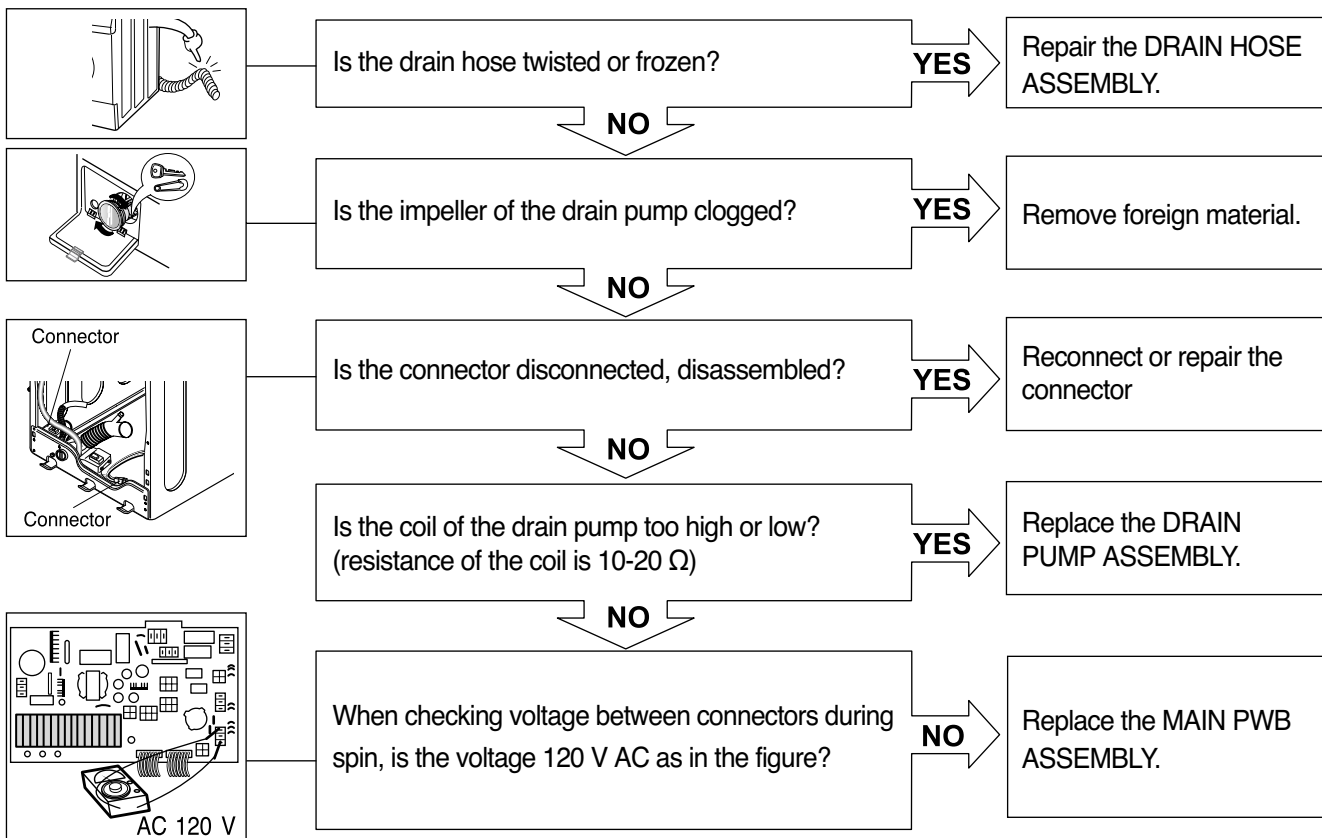 Is the drain hose twisted or frozen?
YES
Repair the DRAIN HOSE
ASSEMBLY.
NO
Is the impeller of the drain pump clogged?
YES
Remove foreign material.
NO
Connector
Connector
Is the connector disconnected, disassembled?
YES
Reconnect or repair the
connector
NO
Is the coil of the drain pump too high or low?
(resistance of the coil is 10-20 Ω)
YES
Replace the DRAIN
PUMP ASSEMBLY.
NO
AC 120 V
When checking voltage between connectors during
spin, is the voltage 120 V AC as in the figure?
NO
Replace the MAIN PWB
ASSEMBLY.